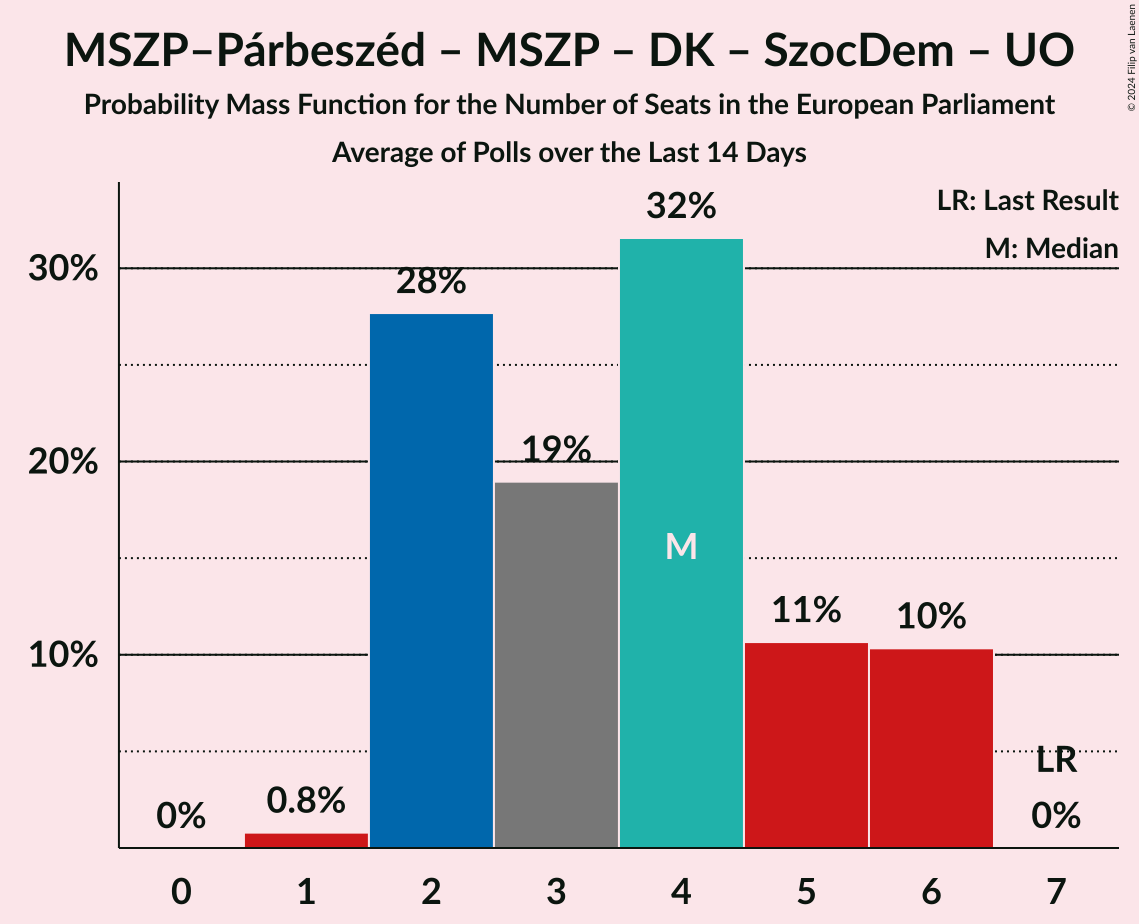 MSZP–Párbeszéd – MSZP – DK – SzocDem – UO
Probability Mass Function for the Number of Seats in the European Parliament
Average of Polls over the Last 14 Days
© 2024 Filip van Laenen
LR: Last Result
M: Median
30%
20%
10%
0%
0.8%
28%
19%
32%
M
11%
10%
LR
0%
0 1 2 3 4 5 6 7